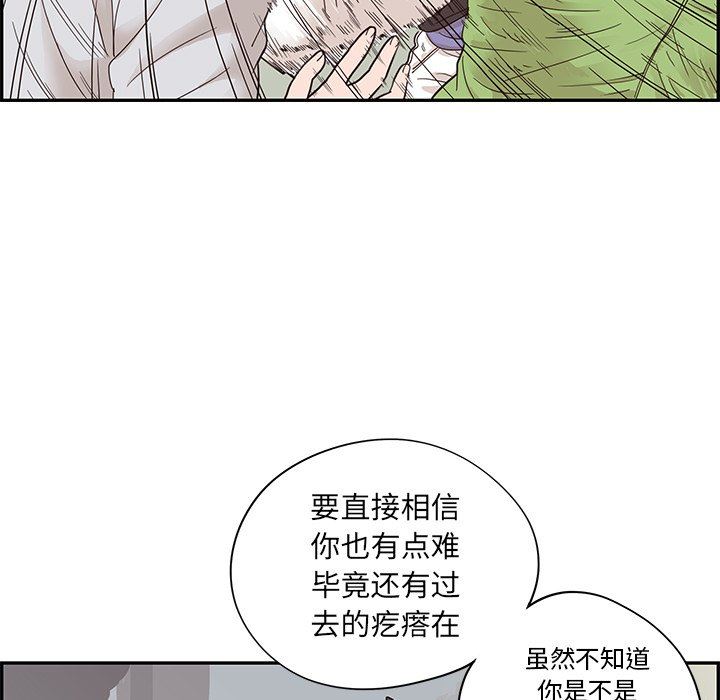 要直接相信
你也有点难
毕竟还有过
去的疙瘩在
虽然不知道
你是不是